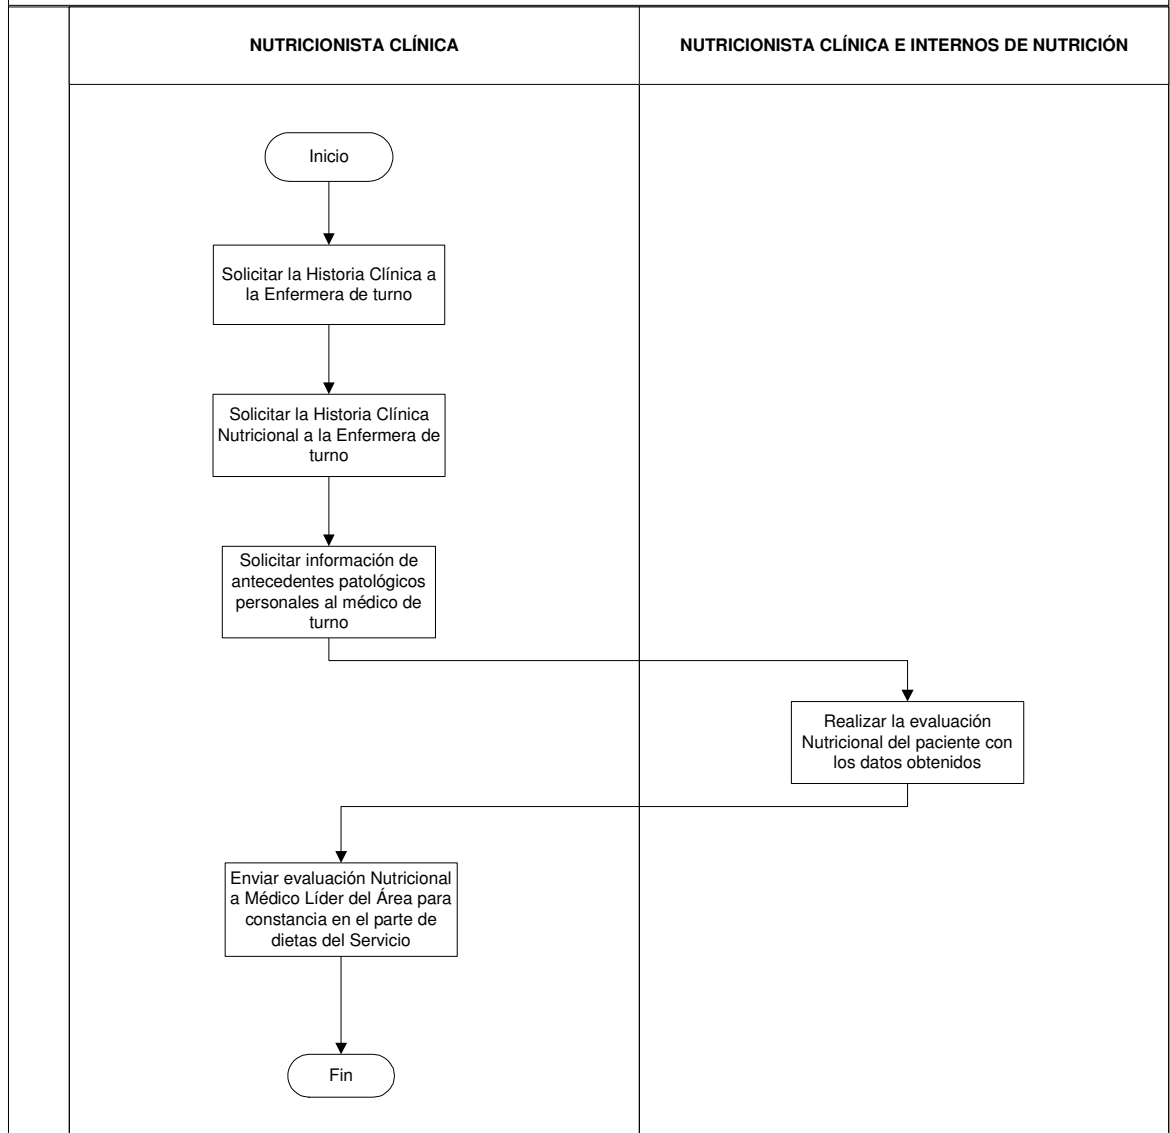 NUTRICIONISTA CLÍNICA
NUTRICIONISTA CLÍNICA E INTERNOS DE NUTRICIÓN
Inicio
Solicitar la Historia Clínica a
la Enfermera de turno
Solicitar la Historia Clínica
Nutricional a la Enfermera de
turno
Solicitar información de
antecedentes patológicos
personales al médico de
turno
Realizar la evaluación
Nutricional del paciente con
los datos obtenidos
Enviar evaluación Nutricional
a Médico Líder del Área para
constancia en el parte de
dietas del Servicio
Fin